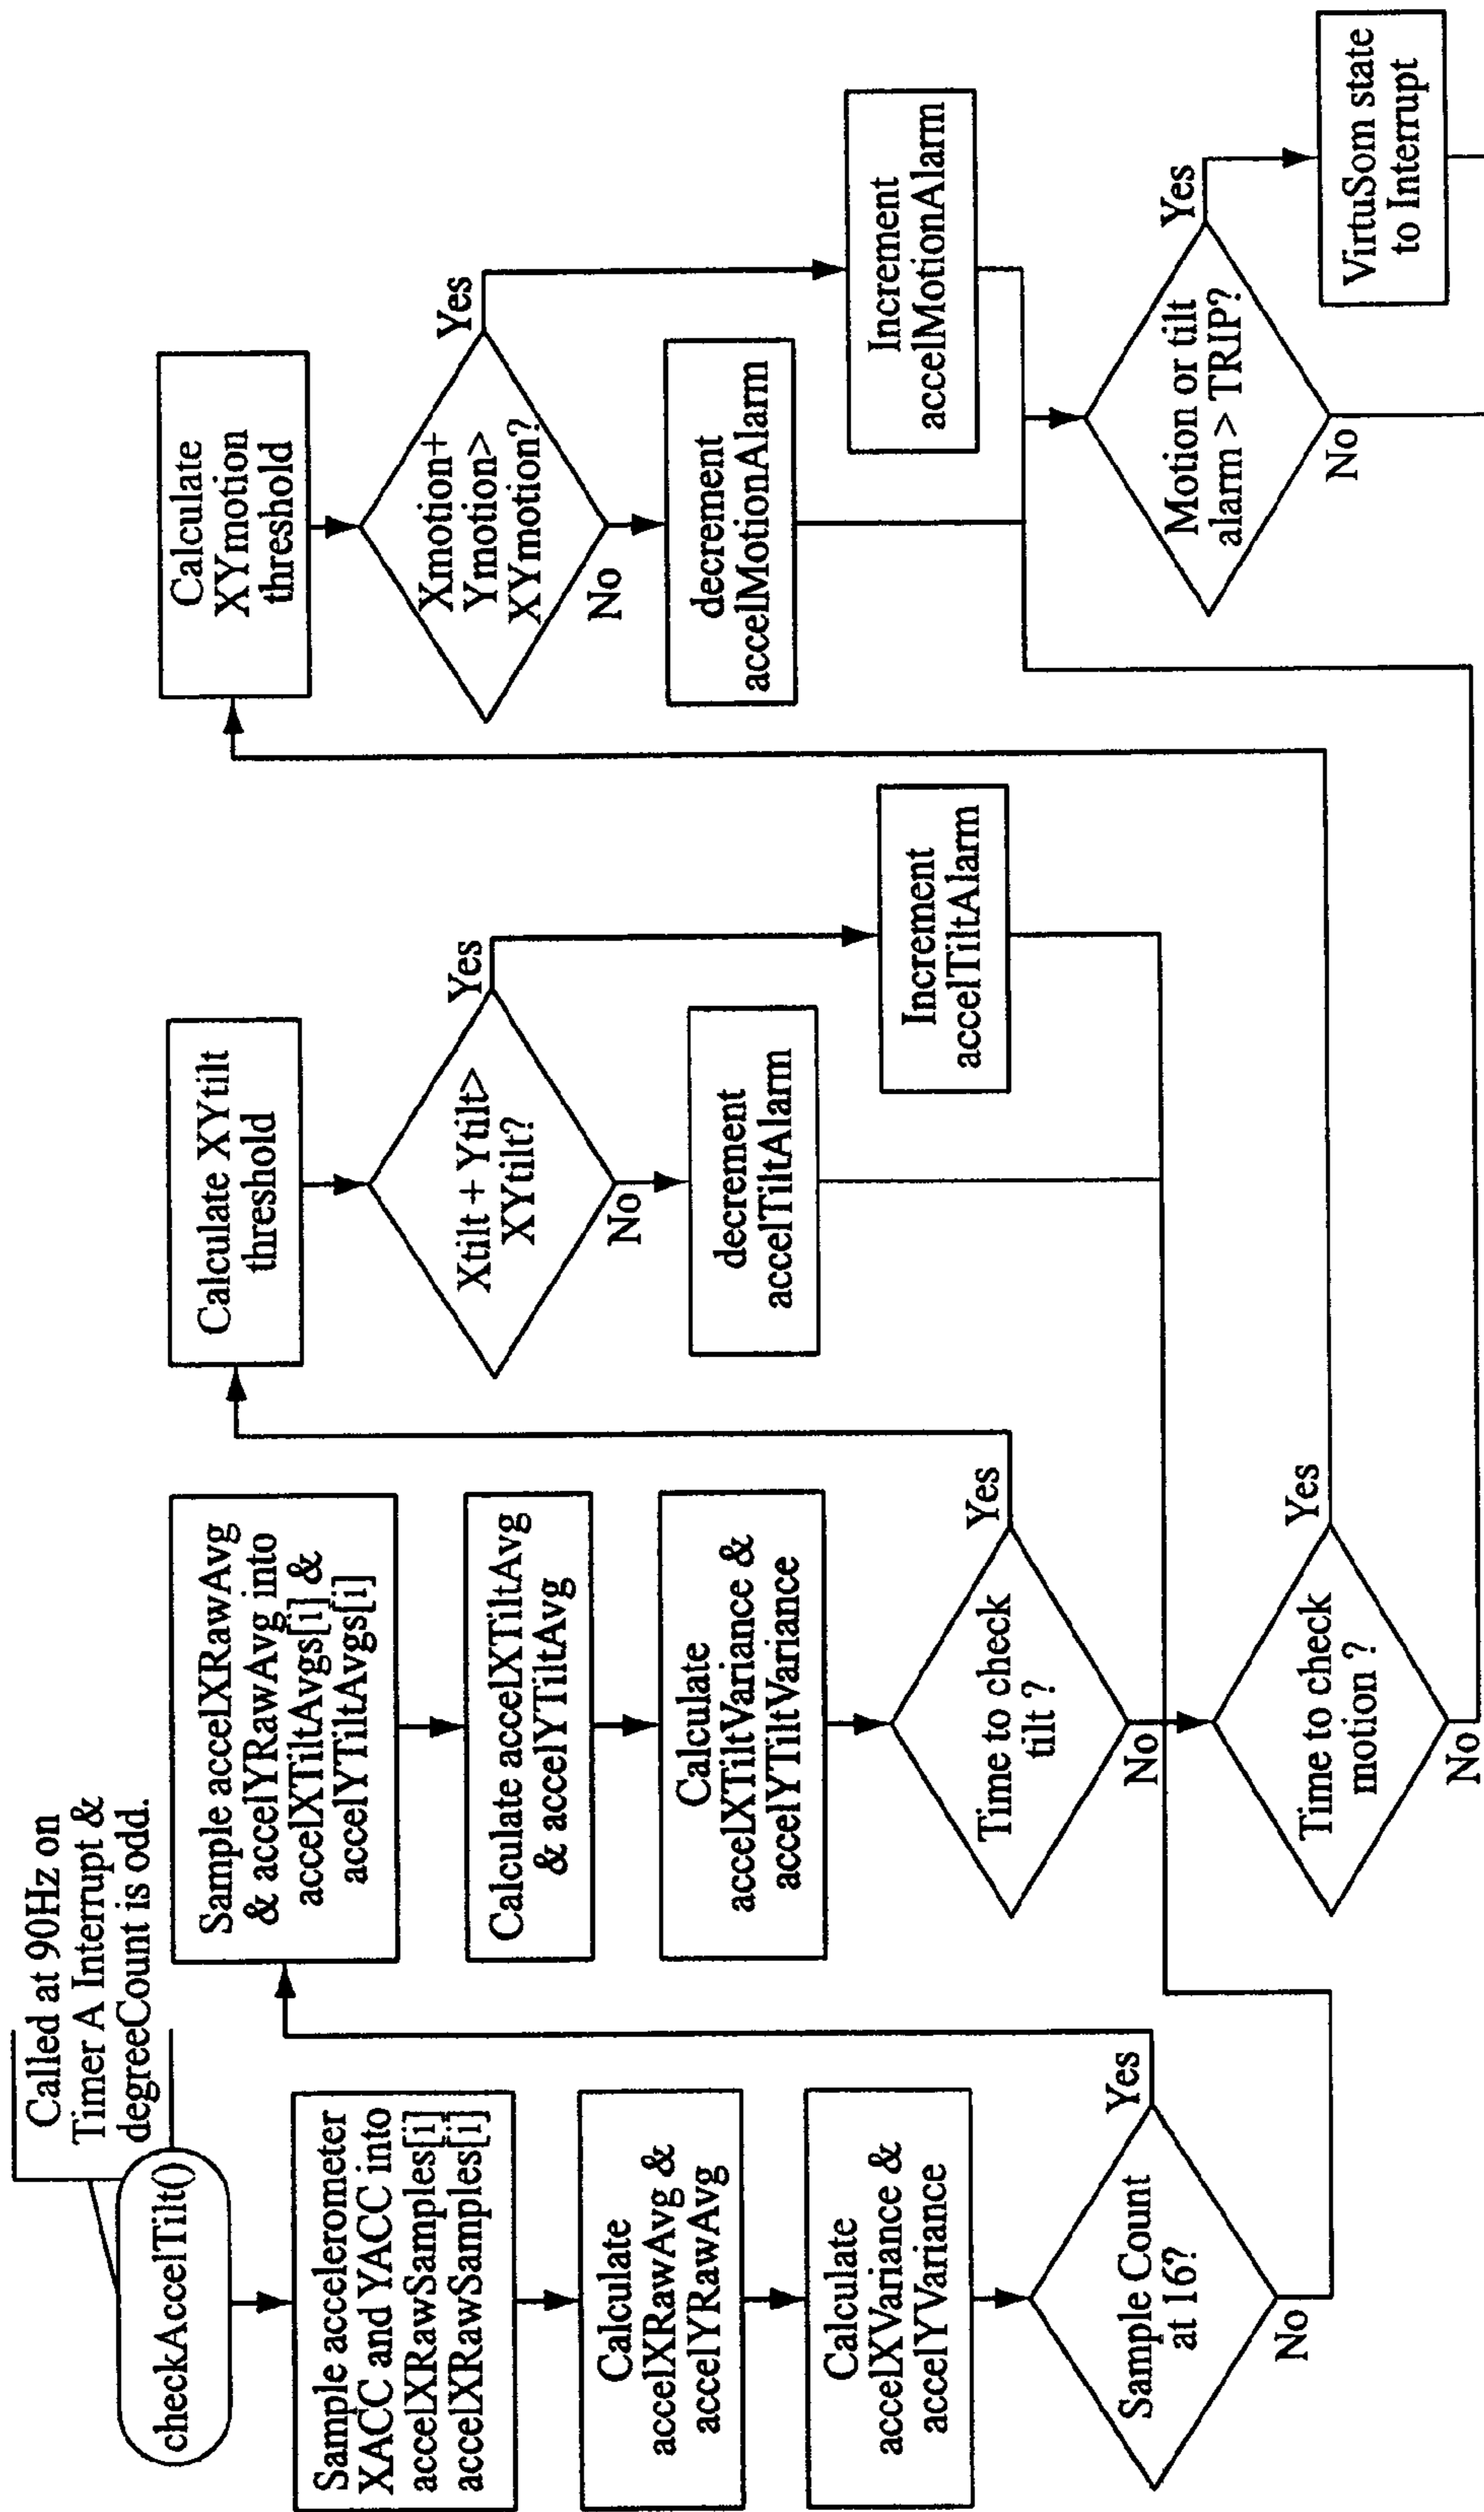 Called at 90Hz on
Timer A Interrupt &
degreeCount is odd.
checkAccelTilt()
Sample accelerometer
XACC and YACC into
accelXRawSamples[i]
accelXRawSamples[i]
Calculate
accelXRawAvg &
accelYRawAvg
Calculate
accelXVariance &
accelYVariance
Sample Count
at 16?
Yes
No
Sample accelXRawAvg
& accelYRawAvg into
accelXTiltAvgs[i] &
accelYTiltAvgs[i]
Calculate accelXTiltAvg
& accelYTiltAvg
Calculate
accelXTiltVariance &
accelYTiltVariance
Time to check
tilt ?
Yes
No
Time to check
motion ?
Yes
No
Calculate XYtilt
threshold
Xtilt + Ytilt>
XYtilt?
Yes
No
decrement
accelTiltAlarm
Increment
accelTiltAlarm
Calculate
XYmotion
threshold
Xmotion+
Ymotion>
XYmotion?
Yes
No
decrement
accelMotionAlarm
Increment
accelMotionAlarm
Motion or tilt
alarm > TRIP?
Yes
No
VirtuSom state
to Interrupt